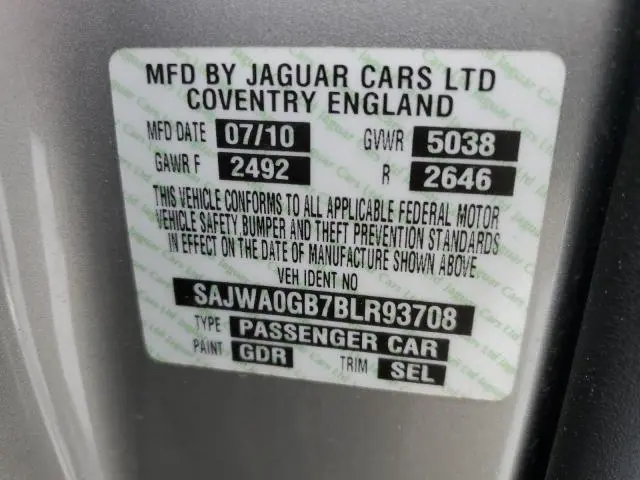 MFD BY JAGUAR CARS LTD
COVENTRY ENGLAND
MFD DATE 07/10 GVWR 5038
GAWR F 2492 R 2646
THIS VEHICLE CONFORMS TO ALL APPLICABLE FEDERAL MOTOR
VEHICLE SAFETY, BUMPER AND THEFT PREVENTION STANDARDS
IN EFFECT ON THE DATE OF MANUFACTURE SHOWN ABOVE
VEH IDENT NO
SAJWA0GB7BLR93708
TYPE PASSENGER CAR
PAINT GDR TRIM SEL